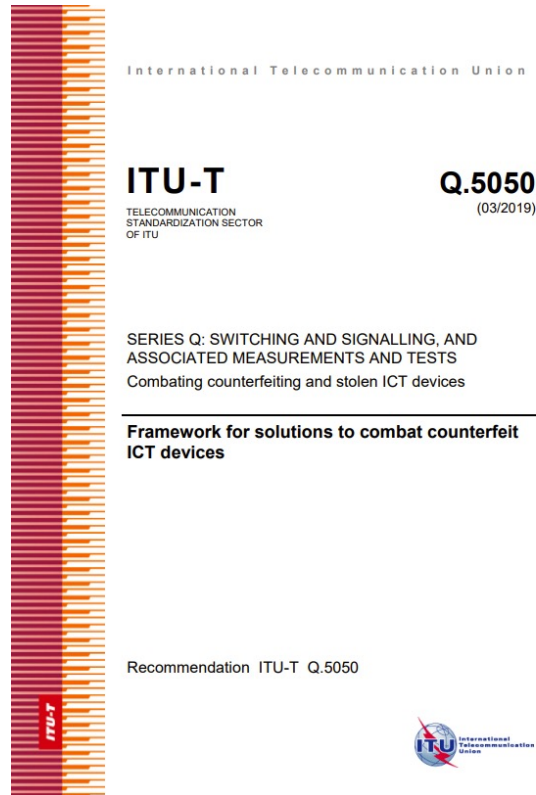 International Telecommunication Union
ITU-T
Q.5050
TELECOMMUNICATION
STANDARDIZATION SECTOR
OF ITU
(03/2019)
SERIES Q: SWITCHING AND SIGNALLING, AND
ASSOCIATED MEASUREMENTS AND TESTS
Combating counterfeiting and stolen ICT devices
Framework for solutions to combat counterfeit
ICT devices
Recommendation ITU-T Q.5050
ITU-T
ITU
International
Telecommunication
Union